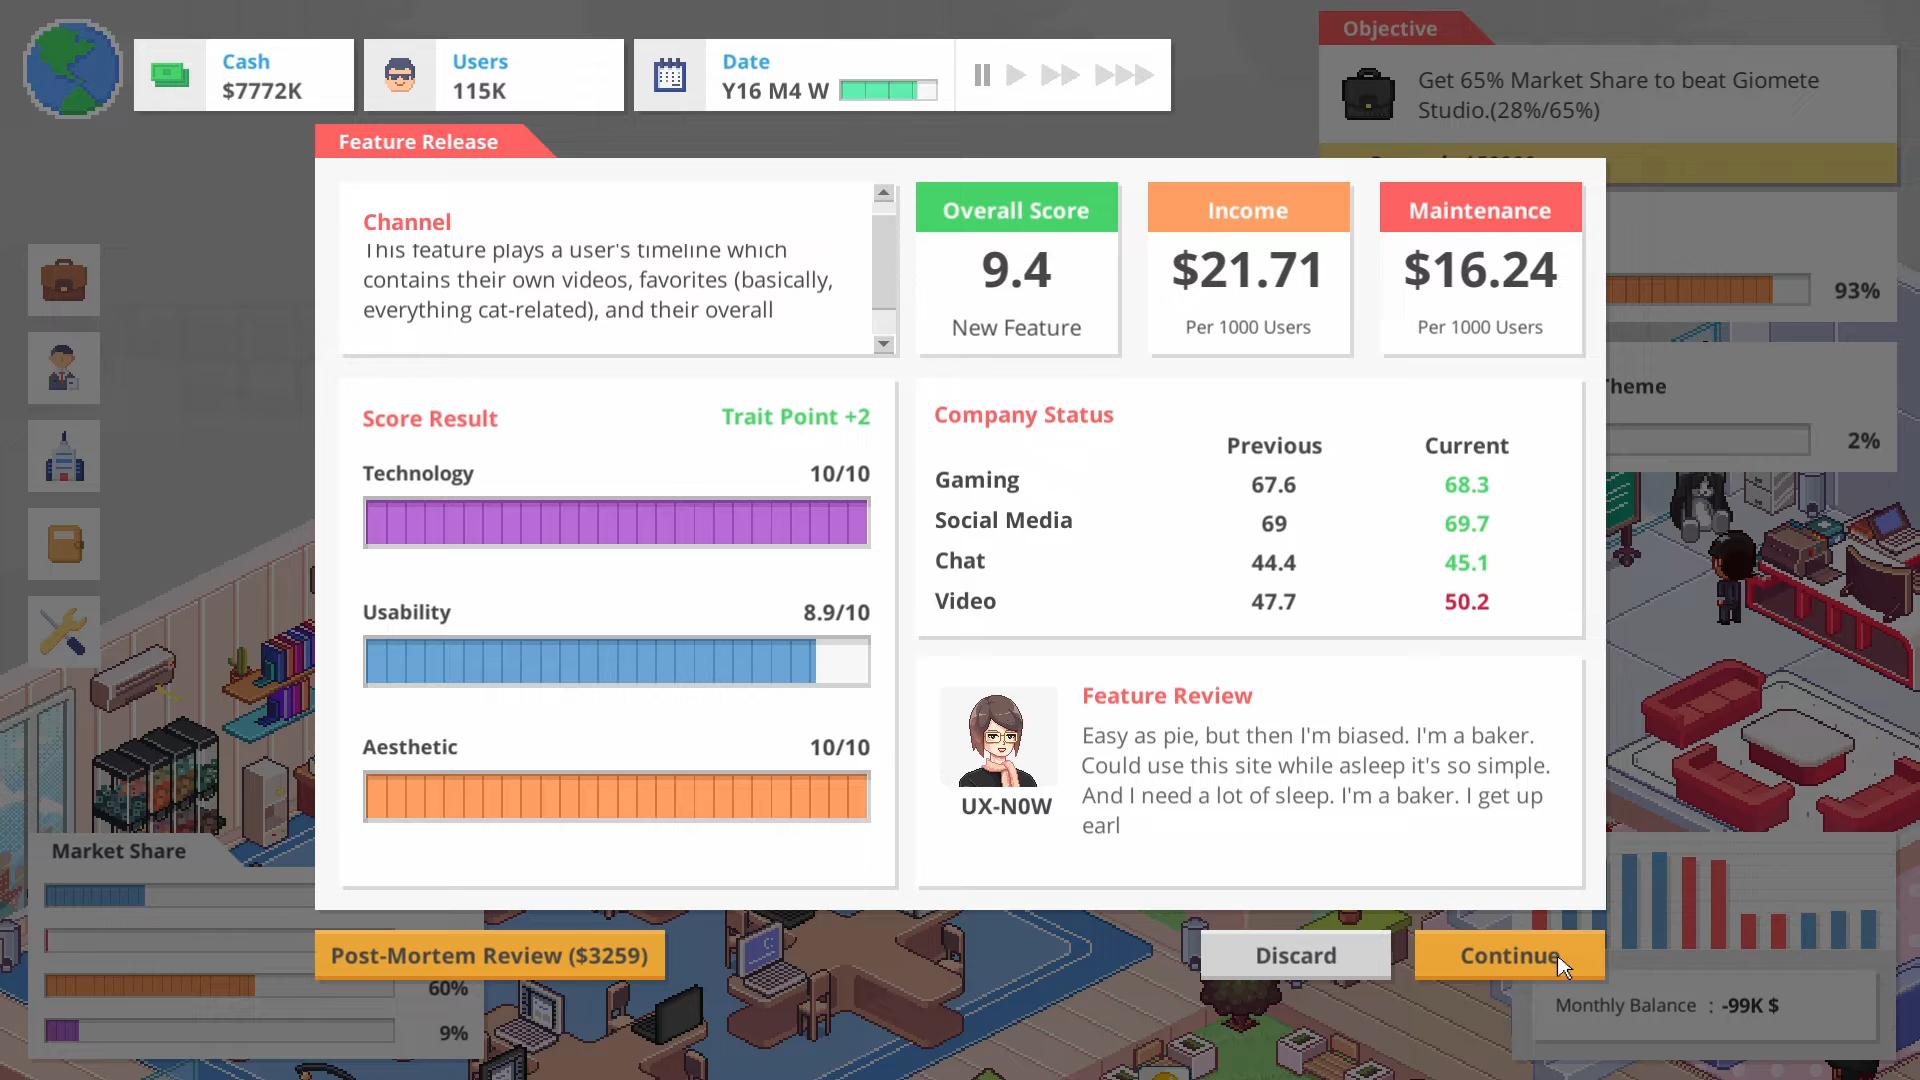 Cash
$7772K
Users
115K
Date
Y16 M4 W
Objective
Get 65% Market Share to beat Giomete
Studio.(28%/65%)
Feature Release
Channel
This feature plays a user's timeline which
contains their own videos, favorites (basically,
everything cat-related), and their overall
Overall Score
9.4
New Feature
Income
$21.71
Per 1000 Users
Maintenance
$16.24
Per 1000 Users
93%
Theme
2%
Score Result
Trait Point +2
Technology
10/10
Usability
8.9/10
Aesthetic
10/10
Company Status
Previous
Current
Gaming
67.6
68.3
Social Media
69
69.7
Chat
44.4
45.1
Video
47.7
50.2
UX-N0W
Feature Review
Easy as pie, but then I'm biased. I'm a baker.
Could use this site while asleep it's so simple.
And I need a lot of sleep. I'm a baker. I get up
earl
Market Share
60%
9%
Post-Mortem Review ($3259)
Discard
Continue
Monthly Balance : -99K $